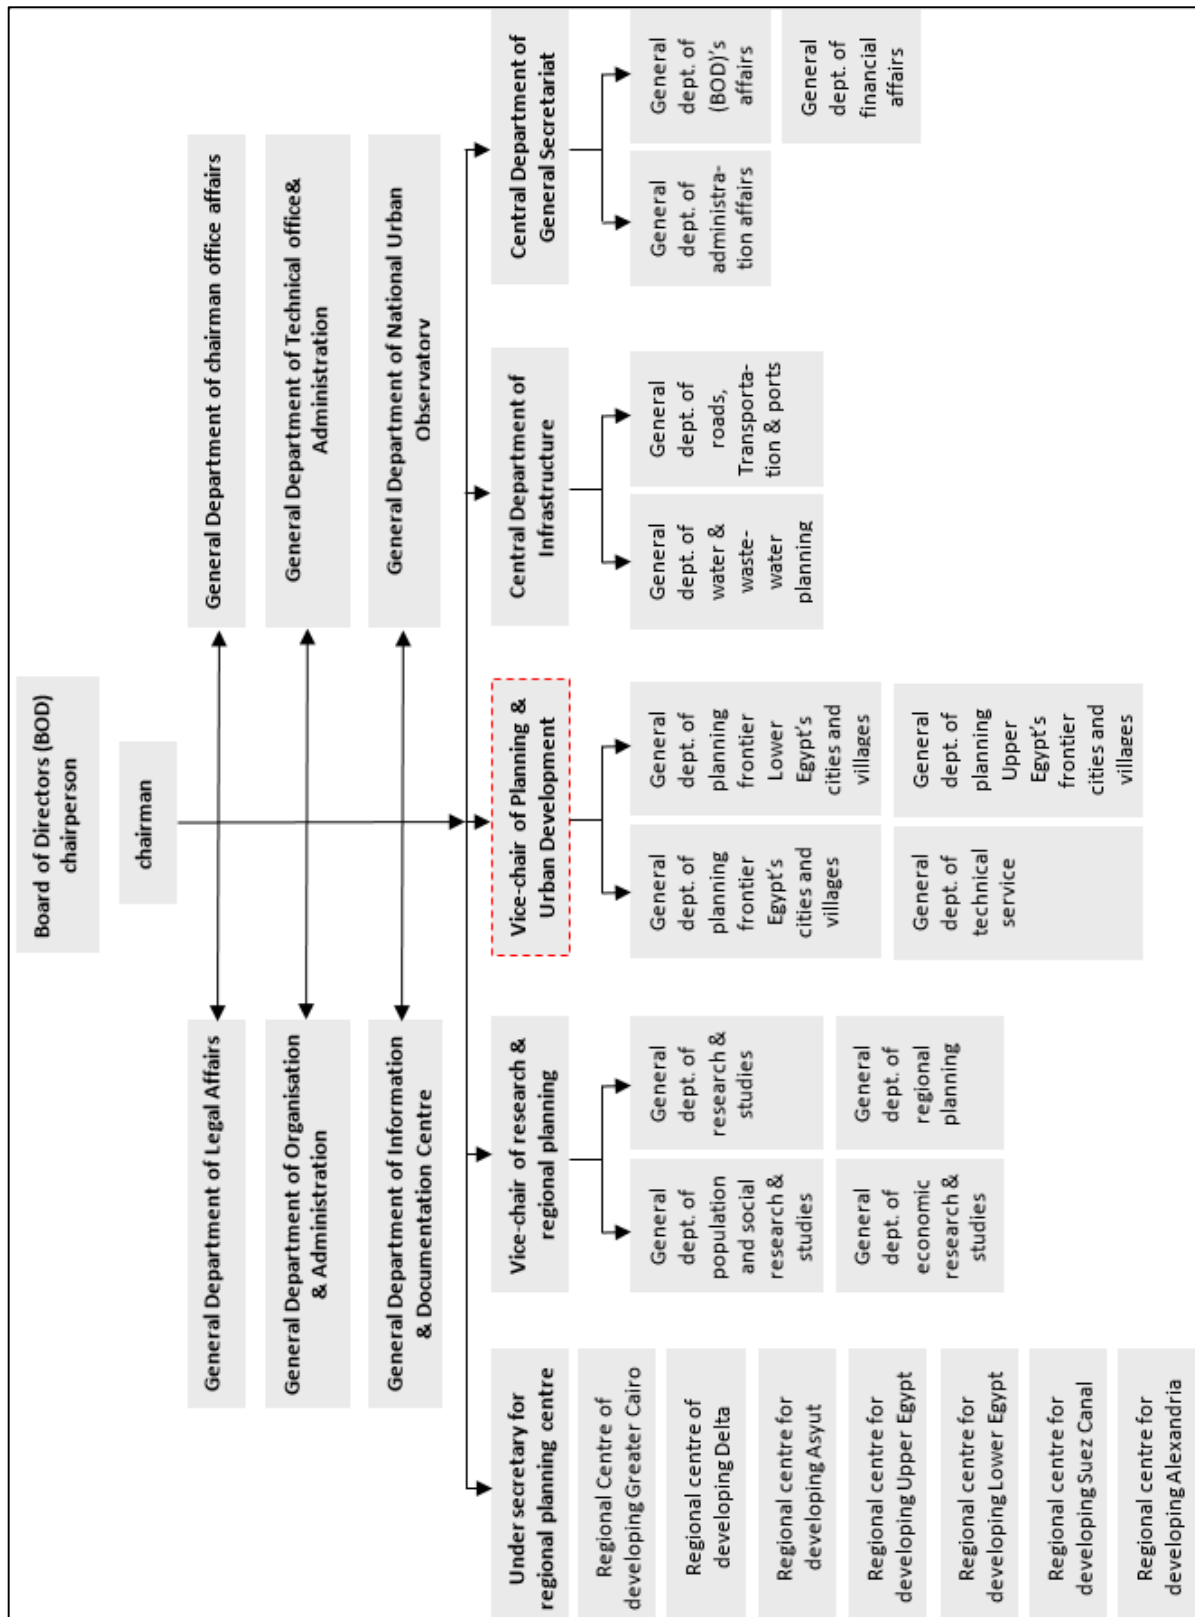 Board of Directors (BOD)
chairperson
chairman
General Department of Legal Affairs
General Department of chairman office affairs
General Department of Organisation
& Administration
General Department of Technical office&
Administration
General Department of Information
& Documentation Centre
General Department of National Urban
Observatory
Under secretary for
regional planning centre
Regional Centre of
developing Greater Cairo
Regional centre of
developing Delta
Regional centre for
developing Asyut
Regional centre for
developing Upper Egypt
Regional centre for
developing Lower Egypt
Regional centre for
developing Suez Canal
Regional centre for
developing Alexandria
Vice-chair of research &
regional planning
General
dept. of
population
and social
research &
studies
General
dept. of
research &
studies
General
dept. of
economic
research &
studies
General
dept. of
regional
planning
Vice-chair of Planning &
Urban Development
General
dept. of
planning
frontier
Egypt's
cities and
villages
General
dept. of
planning
frontier
Lower
Egypt's
cities and
villages
General
dept. of
technical
service
General
dept. of
planning
Upper
Egypt's
frontier
cities and
villages
Central Department of
Infrastructure
General
dept. of
water &
waste-
water
planning
General
dept. of
roads,
Transporta-
tion & ports
Central Department of
General Secretariat
General
dept. of
administra-
tion affairs
General
dept. of
(BOD)'s
affairs
General
dept. of
financial
affairs